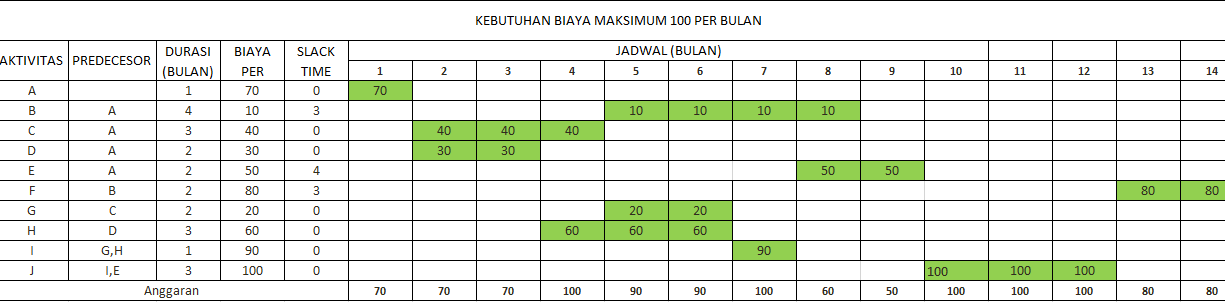 KEBUTUHAN BIAYA MAKSIMUM 100 PER BULAN
AKTIVITAS PREDECESOR DURASI (BULAN) BIAYA PER SLACK TIME JADWAL (BULAN)
1 2 3 4 5 6 7 8 9 10 11 12 13 14
A 1 70 0 70
B A 4 10 3 10 10 10 10
C A 3 40 0 40 40 40
D A 2 30 0 30 30
E A 2 50 4 50 50
F B 2 80 3 80 80
G C 2 20 0 20 20
H D 3 60 0 60 60 60
I G,H 1 90 0 90
J I,E 3 100 0 100 100 100
Anggaran 70 70 70 100 90 90 100 60 50 100 100 100 80 80